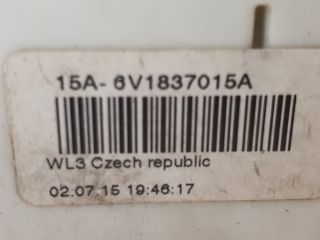 15A- 6V1837015A
WL3 Czech republic
02.07.15 19:46:17